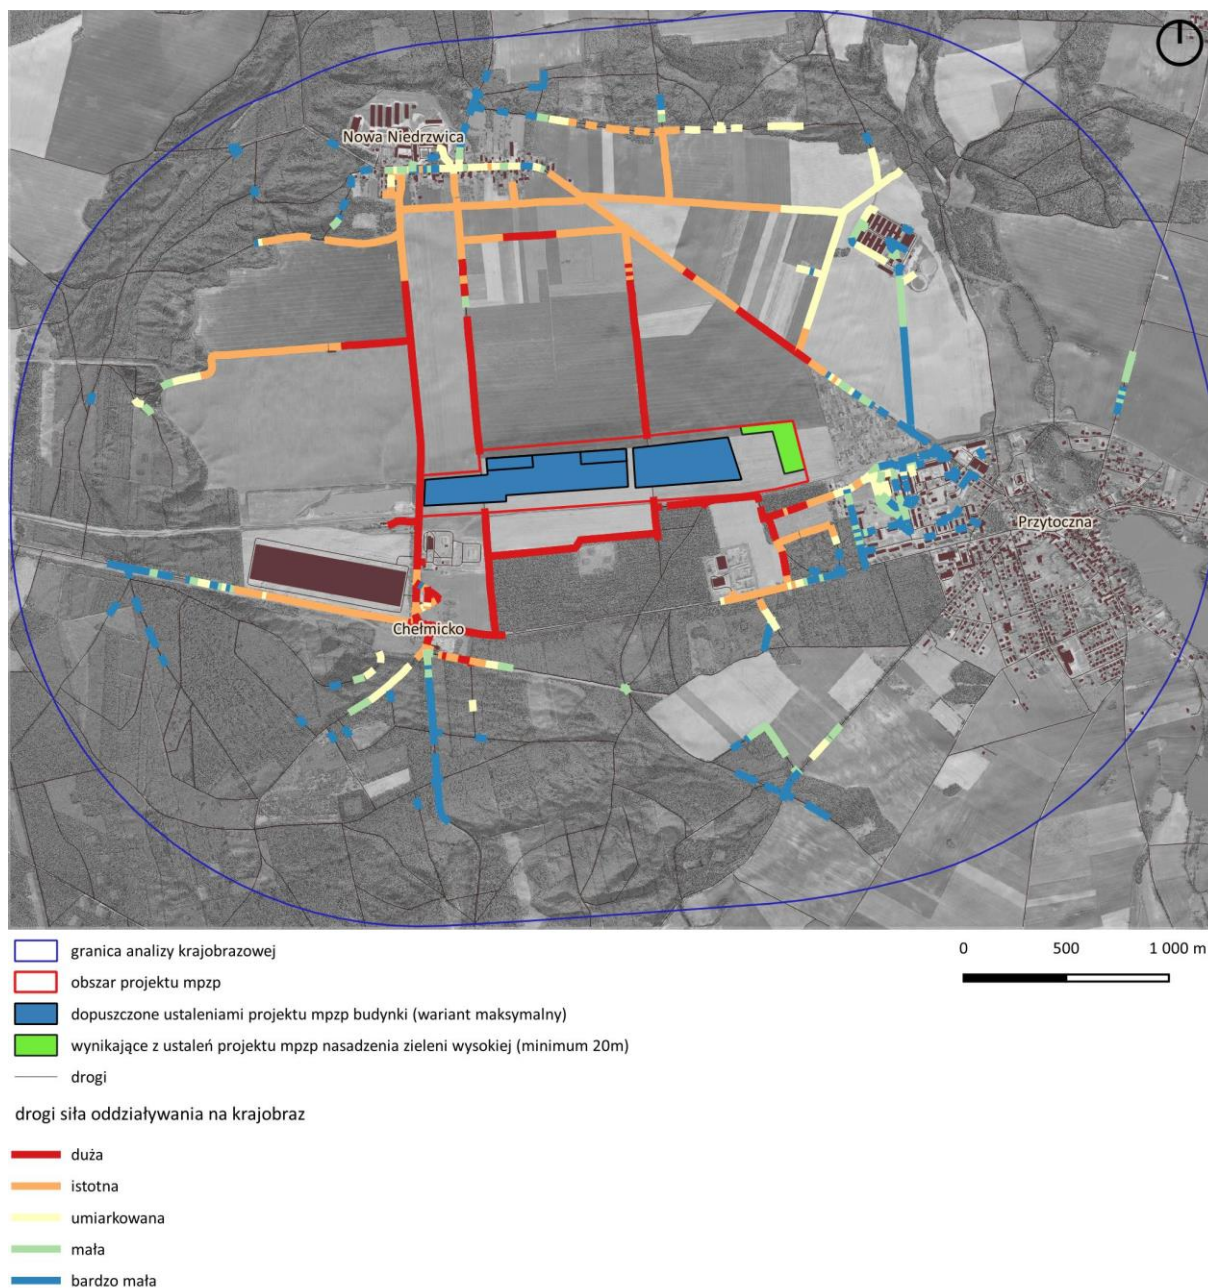 Nowa Niedrzwica
Przytoczna
Chełmicko
granica analizy krajobrazowej
0 500 1 000 m
obszar projektu mpzp
dopuszczone ustaleniami projektu mpzp budynki (wariant maksymalny)
wynikające z ustaleń projektu mpzp nasadzenia zieleni wysokiej (minimum 20m)
drogi
drogi siła oddziaływania na krajobraz
duża
istotna
umiarkowana
mała
bardzo mała